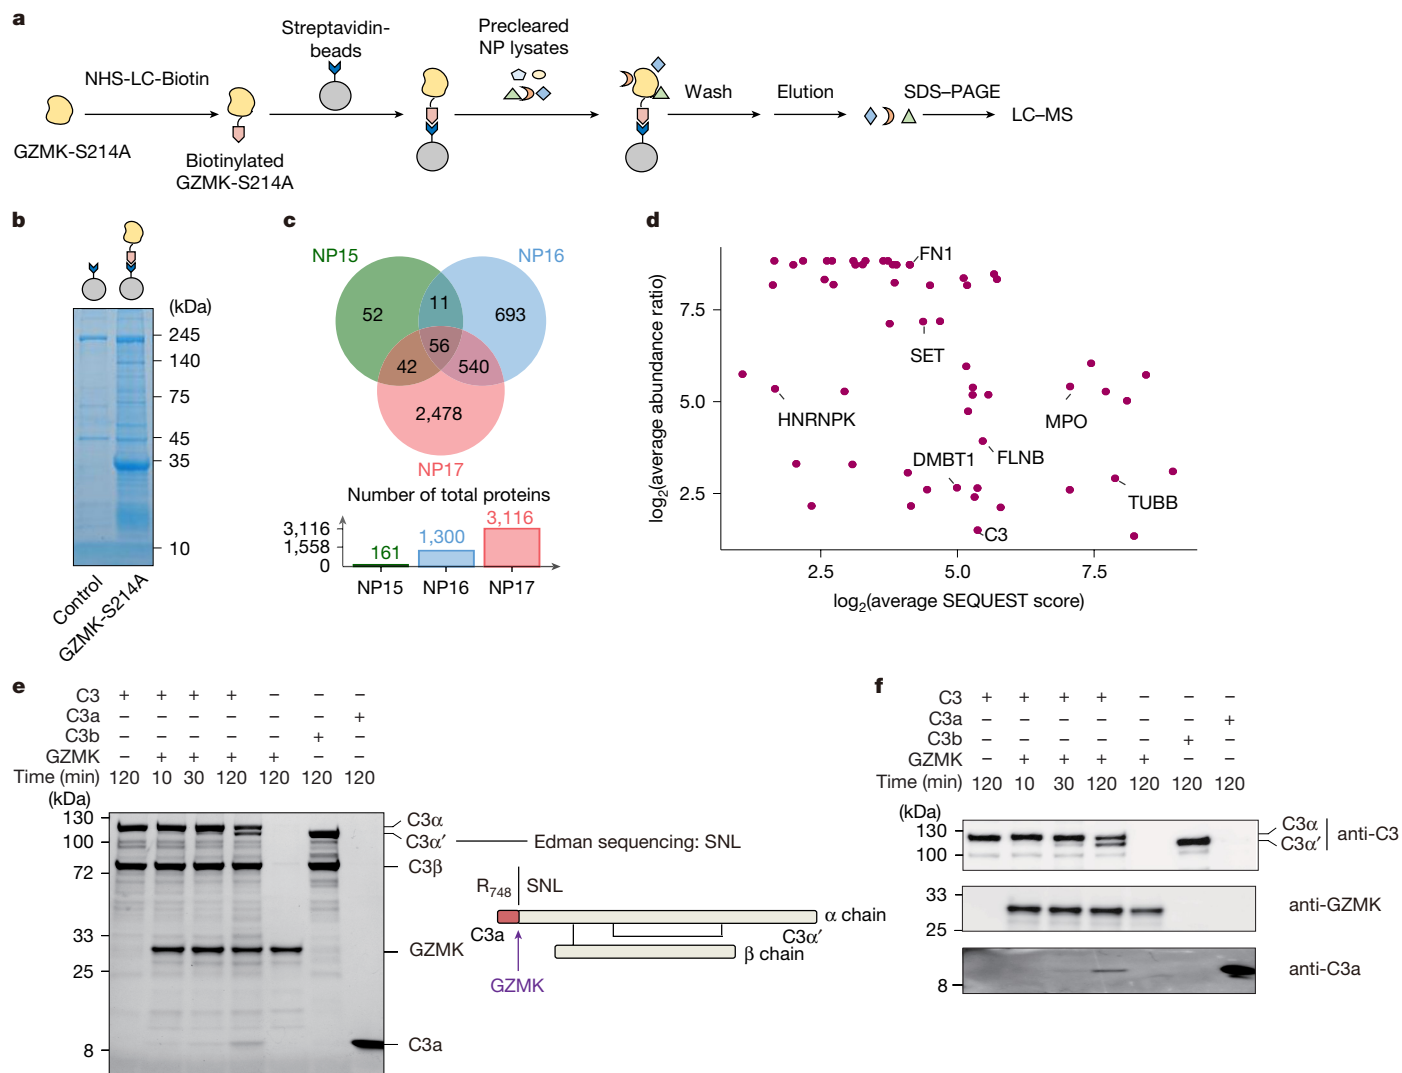 a
NHS-LC-Biotin
Streptavidin-
beads
Precleared
NP lysates
Wash
Elution
SDS–PAGE
LC–MS
GZMK-S214A
Biotinylated
GZMK-S214A
b
(kDa)
245
140
75
45
35
10
Control
GZMK-S214A
c
NP15
NP16
52
11
693
56
42
540
2,478
NP17
Number of total proteins
3,116
1,558
0
161
1,300
3,116
NP15 NP16 NP17
d
log2(average abundance ratio)
7.5
5.0
2.5
FN1
SET
HNRNPK
MPO
DMBT1
FLNB
TUBB
C3
2.5 5.0 7.5
log2(average SEQUEST score)
e
C3 + + + + – – –
C3a – – – – – – +
C3b – – – – – + –
GZMK – + + + + – –
Time (min) 120 10 30 120 120 120 120
(kDa)
130
100
72
33
25
8
C3α
C3α′
C3β
GZMK
C3a
Edman sequencing: SNL
R748 SNL
α chain
C3a
C3α′
β chain
GZMK
f
C3 + + + + – – –
C3a – – – – – – +
C3b – – – – – + –
GZMK – + + + + – –
Time (min) 120 10 30 120 120 120 120
(kDa)
130
100
C3α
C3α′
anti-C3
33
25
anti-GZMK
8
anti-C3a